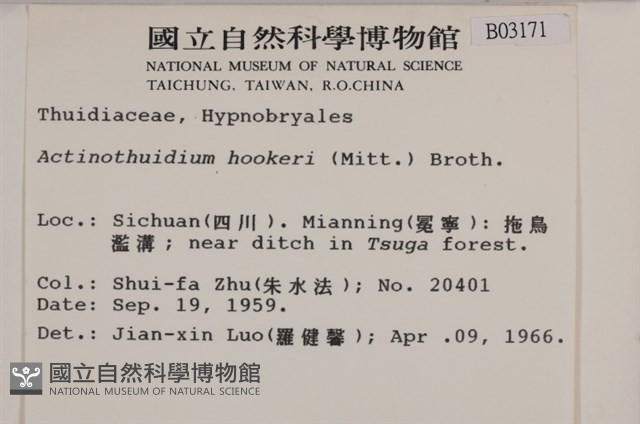 國立自然科學博物館
B03171
NATIONAL MUSEUM OF NATURAL SCIENCE
TAICHUNG, TAIWAN, R.O.CHINA
Thuidiaceae, Hypnobryales
Actinothuidium hookeri (Mitt.) Broth.
Loc.: Sichuan(四川). Mianning(冕寧): 拖烏
濫溝; near ditch in Tsuga forest.
Col.: Shui-fa Zhu(朱水法); No. 20401
Date: Sep. 19, 1959.
Det.: Jian-xin Luo(羅健馨); Apr .09, 1966.
國立自然科學博物館
NATIONAL MUSEUM OF NATURAL SCIENCE